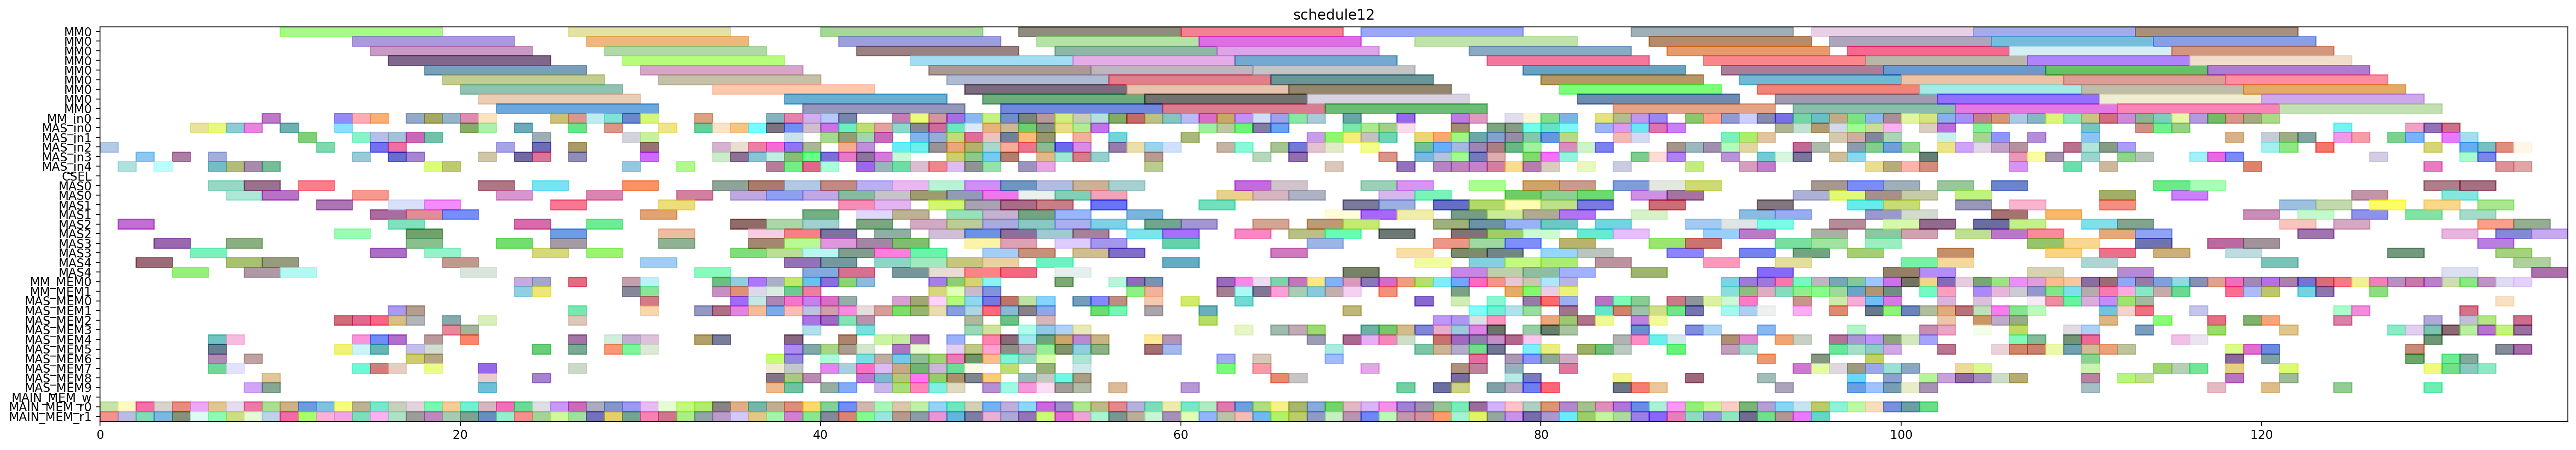 schedule12
MM0
MM0
MM0
MM0
MM0
MM0
MM0
MM0
MM0
MM_in0
MAS_in0
MAS_in1
MAS_in2
MAS_in3
MAS_in4
CSEL
MAS0
MAS0
MAS1
MAS1
MAS2
MAS2
MAS3
MAS3
MAS4
MAS4
MM_MEM0
MM_MEM1
MAS_MEM0
MAS_MEM1
MAS_MEM2
MAS_MEM3
MAS_MEM4
MAS_MEM5
MAS_MEM6
MAS_MEM7
MAS_MEM8
MAS_MEM9
MAIN_MEM_w
MAIN_MEM_r0
MAIN_MEM_r1
0 20 40 60 80 100 120